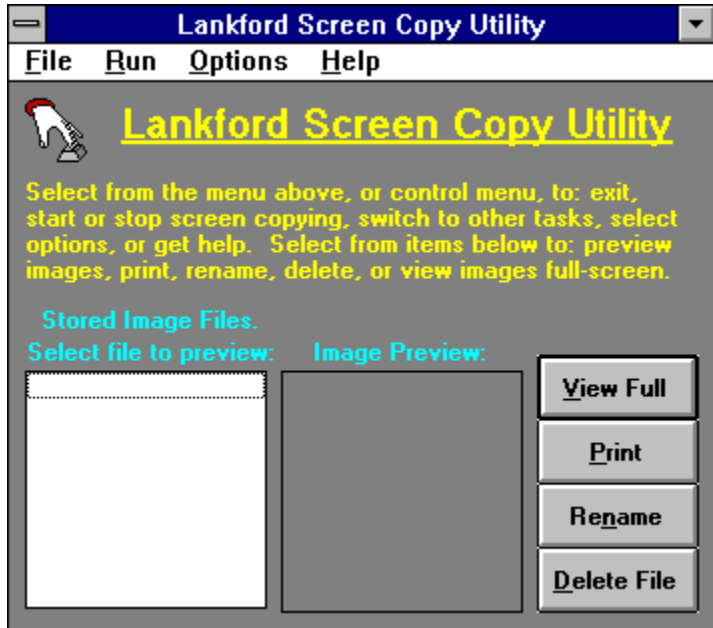 Lankford Screen Copy Utility
File Run Options Help
Lankford Screen Copy Utility
Select from the menu above, or control menu, to: exit,
start or stop screen copying, switch to other tasks, select
options, or get help.  Select from items below to: preview
images, print, rename, delete, or view images full-screen.
Stored Image Files.
Select file to preview:
Image Preview:
View Full
Print
Rename
Delete File